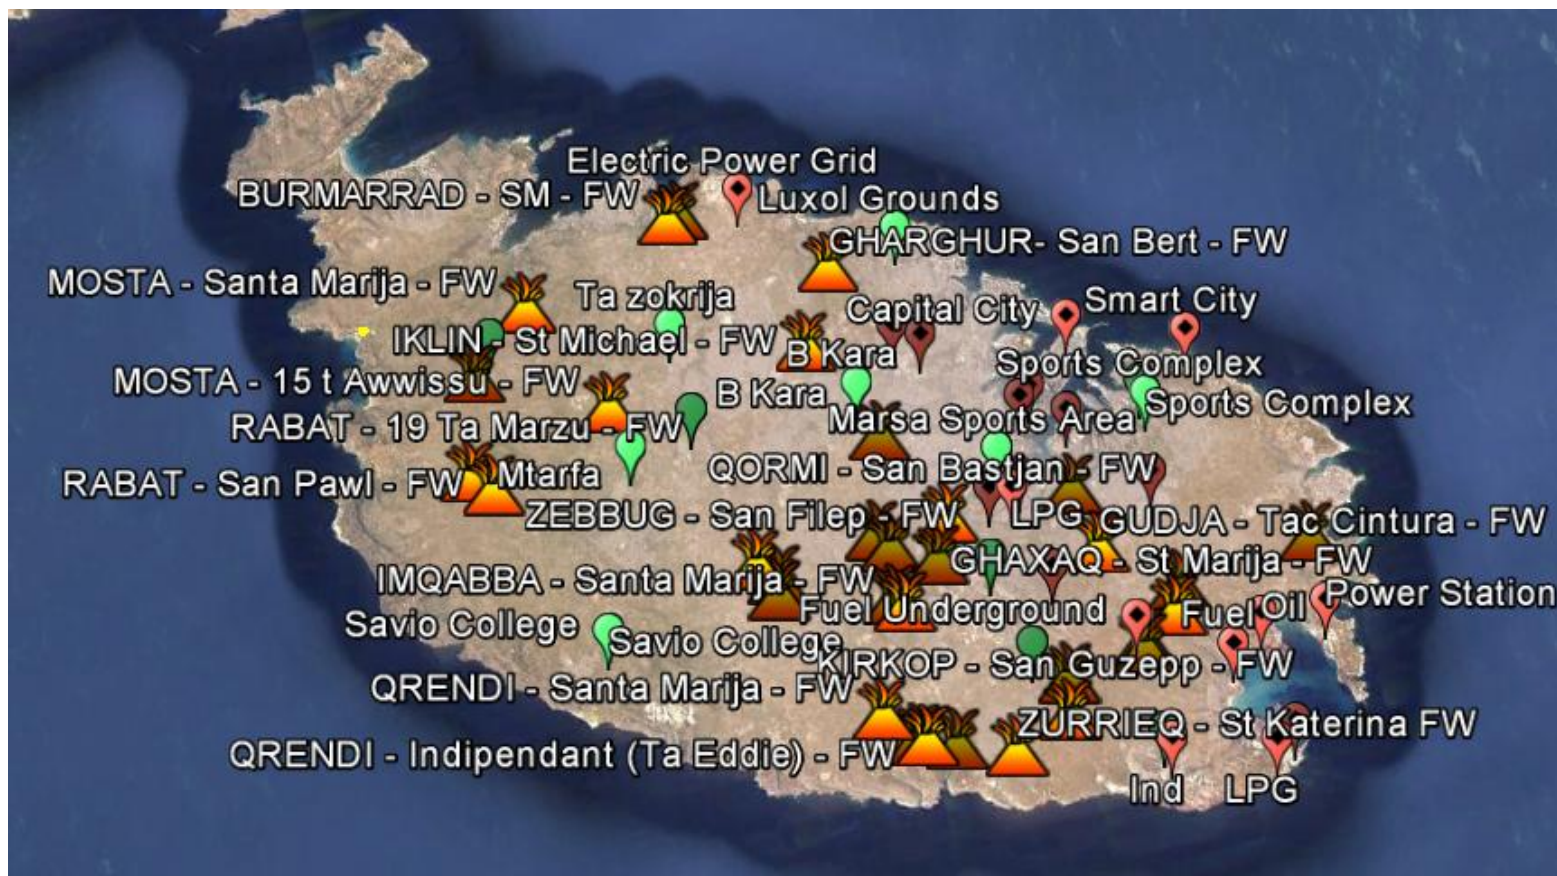 Electric Power Grid
BURMARRAD - SM - FW
Luxol Grounds
GHARGHUR- San Bert - FW
MOSTA - Santa Marija - FW
Ta zokrija
Capital City
Smart City
IKLIN - St Michael - FW
B Kara
Sports Complex
MOSTA - 15 t Awwissu - FW
B Kara
Sports Complex
RABAT - 19 Ta Marzu - FW
Marsa Sports Area
RABAT - San Pawl - FW
Mtarfa
QORMI - San Bastjan - FW
ZEBBUG - San Filep - FW
LPG
GUDJA - Tac Cintura - FW
IMQABBA - Santa Marija - FW
GHAXAQ - St Marija - FW
Fuel Underground
Fuel
Oil
Power Station
Savio College
Savio College
KIRKOP - San Guzepp - FW
QRENDI - Santa Marija - FW
ZURRIEQ - St Katerina FW
QRENDI - Indipendant (Ta Eddie) - FW
Ind
LPG